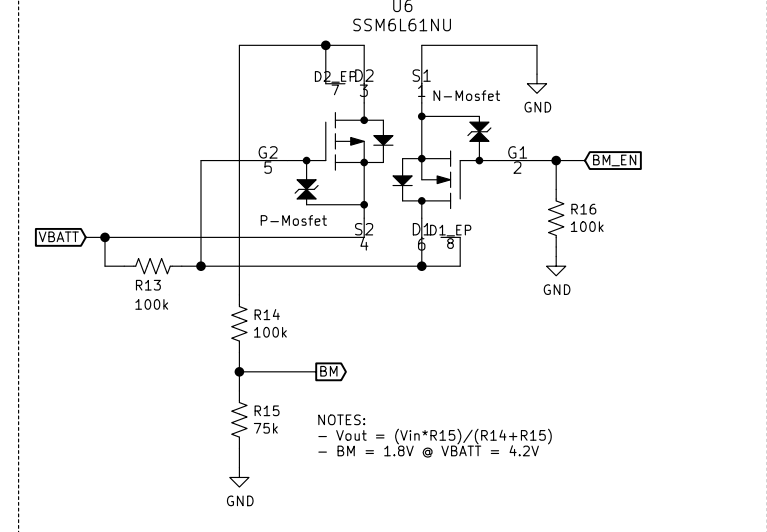 U6
SSM6L61NU
D2_EP
7
D2
3
S1
1
N-Mosfet
GND
G2
5
G1
2
BM_EN
P-Mosfet
R16
100k
VBATT
S2
4
D1
6
D1_EP
8
R13
100k
GND
R14
100k
BM
R15
75k
NOTES:
- Vout = (Vin*R15)/(R14+R15)
- BM = 1.8V @ VBATT = 4.2V
GND